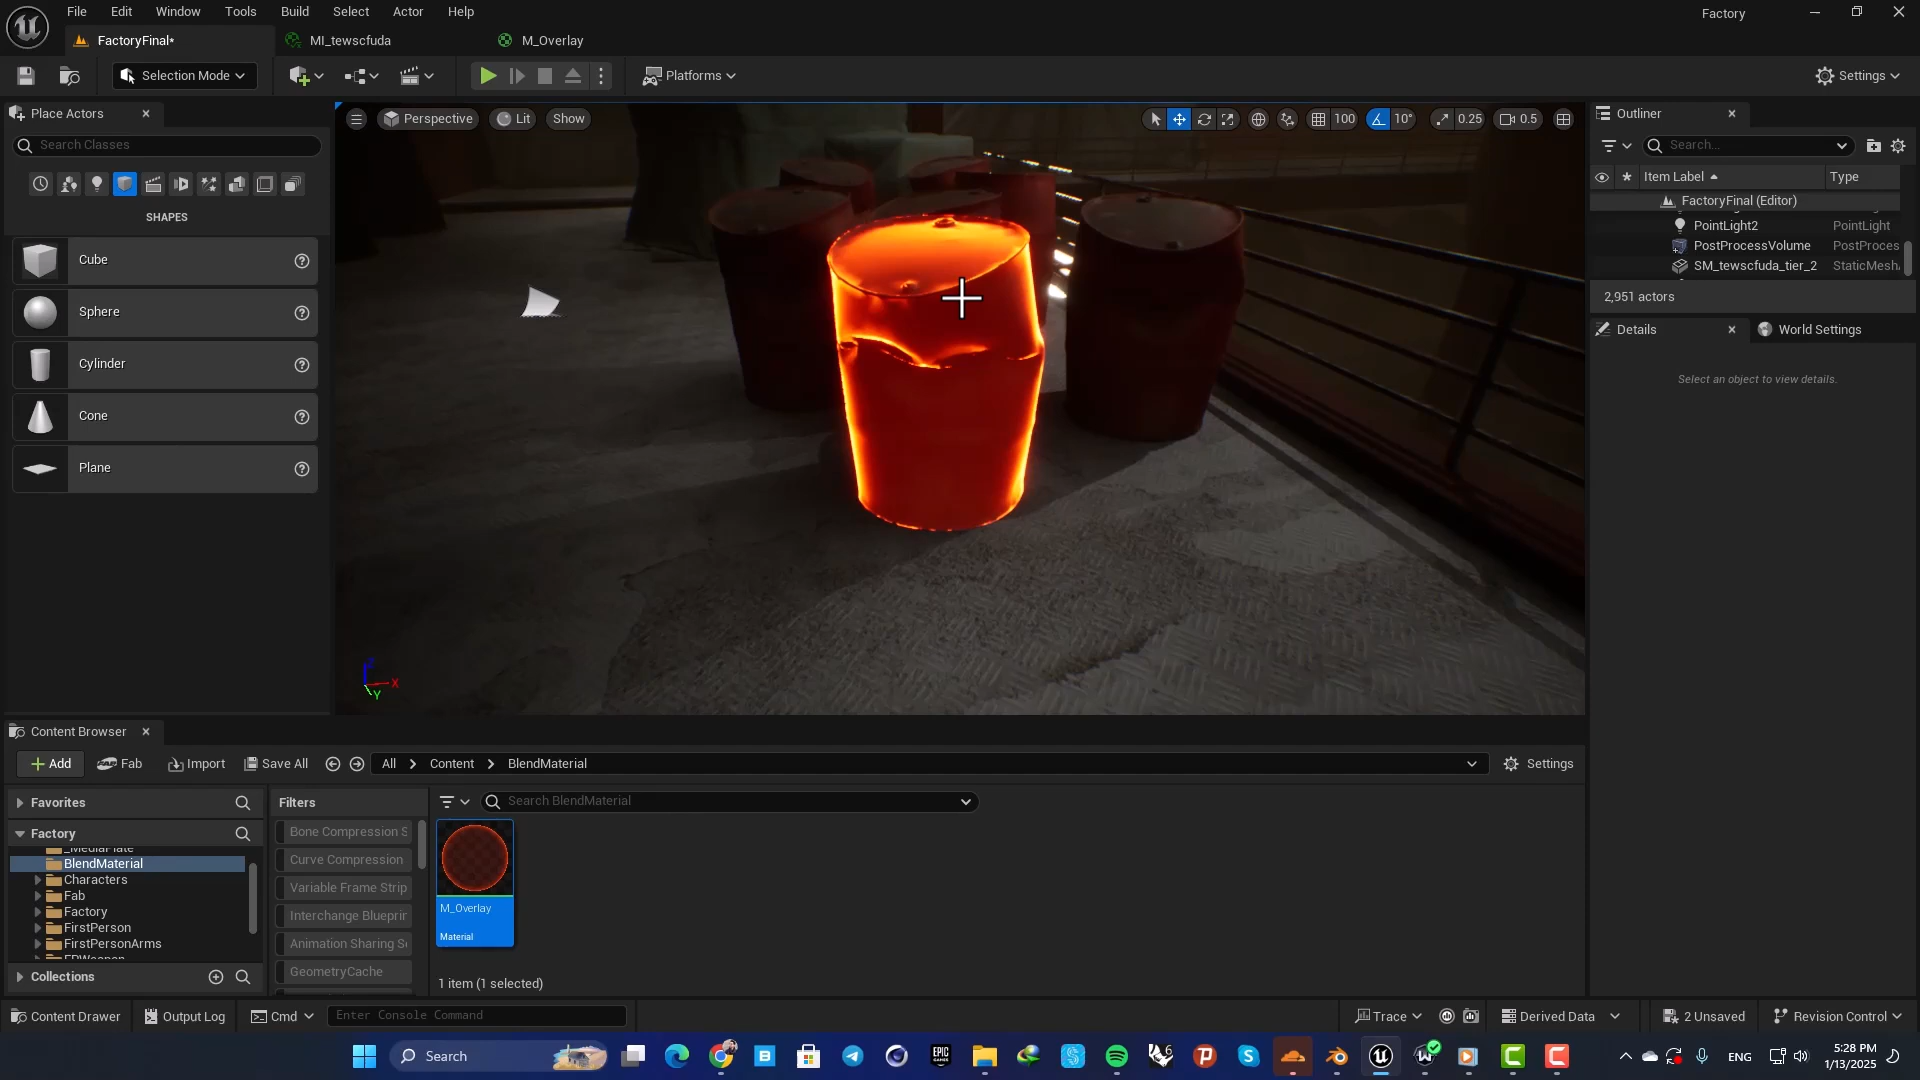 File Edit Window Tools Build Select Actor Help
Factory
FactoryFinal*
MI_tewscfuda
M_Overlay
Selection Mode
Platforms
Settings
Place Actors
Search Classes
SHAPES
Cube
Sphere
Cylinder
Cone
Plane
Perspective
Lit
Show
100
10°
0.25
0.5
Z
X
Y
Outliner
Search...
Item Label
Type
FactoryFinal (Editor)
PointLight2 PointLight
PostProcessVolume PostProces
SM_tewscfuda_tier_2 StaticMesh
2,951 actors
Details
World Settings
Select an object to view details.
Content Browser
Add
Fab
Import
Save All
All
Content
BlendMaterial
Settings
Favorites
Factory
_MediaPlate
BlendMaterial
Characters
Fab
Factory
FirstPerson
FirstPersonArms
FPWeapon
Collections
Filters
Bone Compression S
Curve Compression
Variable Frame Strip
Interchange Blueprin
Animation Sharing Se
GeometryCache
Search BlendMaterial
M_Overlay
Material
1 item (1 selected)
Content Drawer
Output Log
Cmd
Enter Console Command
Trace
Derived Data
2 Unsaved
Revision Control
Search
ENG
5:28 PM
1/13/2025